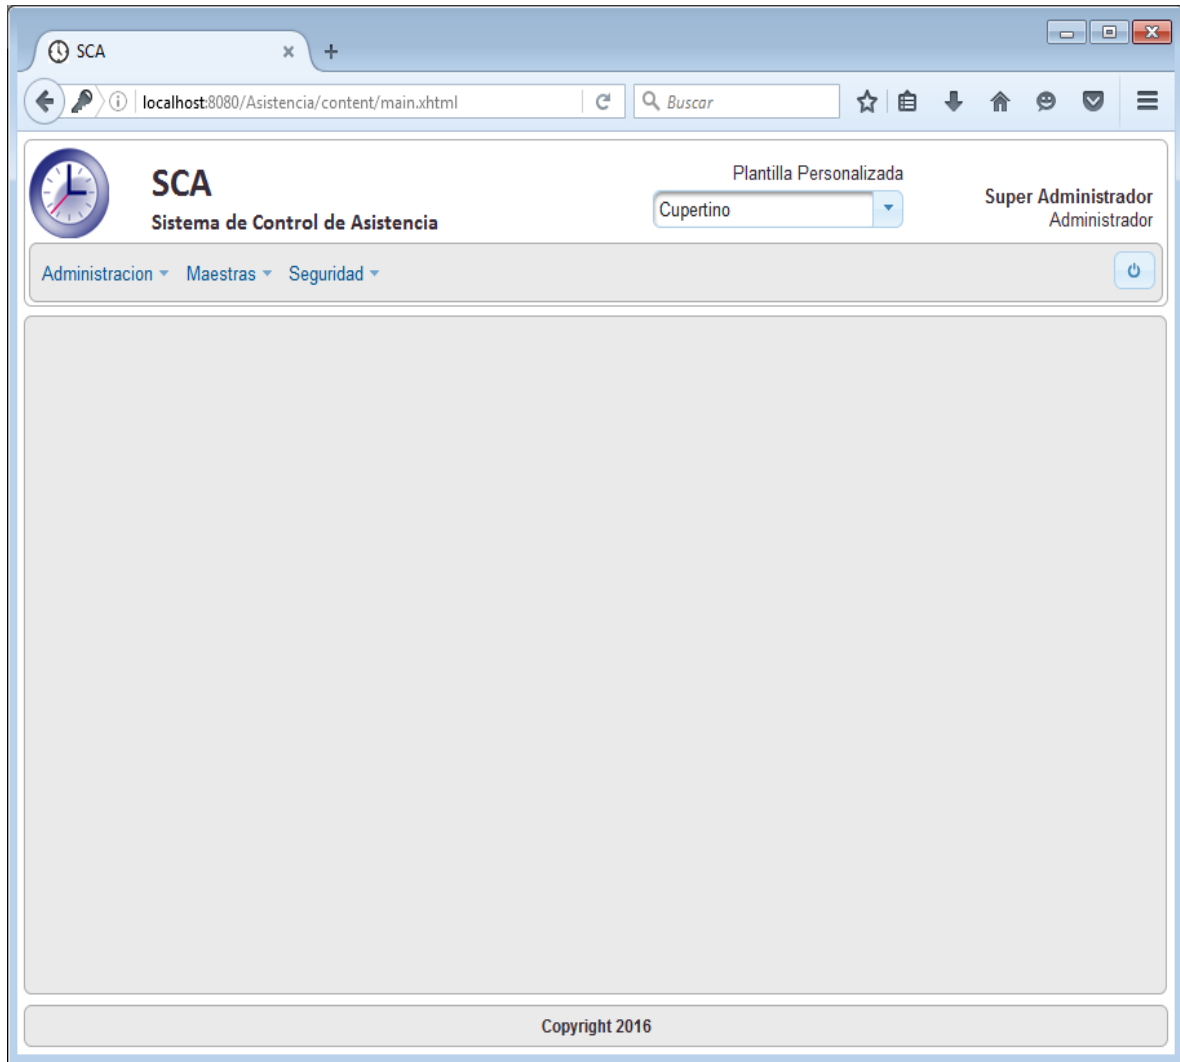 SCA
localhost:8080/Asistencia/content/main.xhtml
Buscar
SCA
Sistema de Control de Asistencia
Plantilla Personalizada
Cupertino
Super Administrador
Administrador
Administracion
Maestras
Seguridad
Copyright 2016